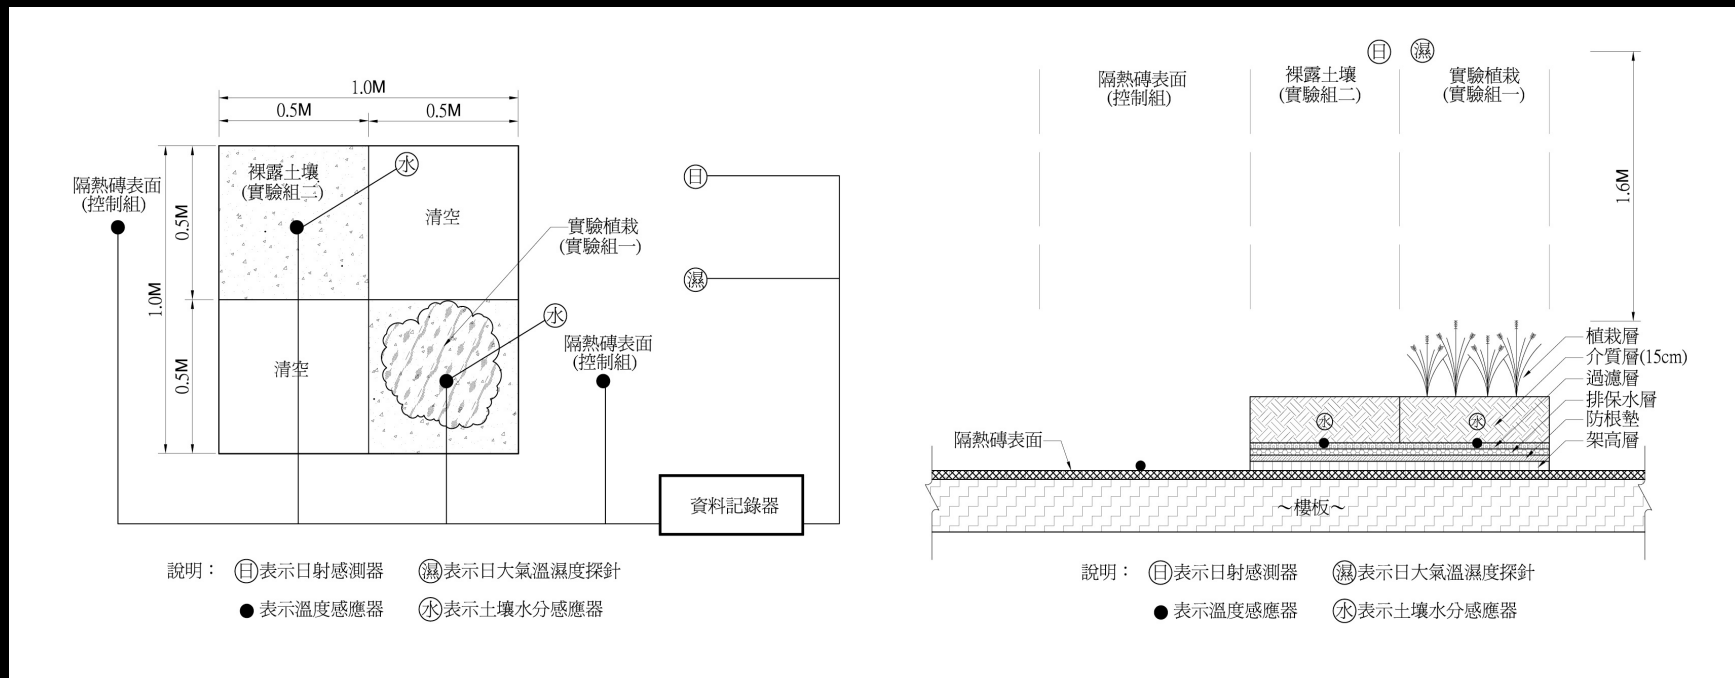 1.0M
0.5M
0.5M
隔熱磚表面
(控制組)
裸露土壤
(實驗組二)
水
清空
0.5M
1.0M
0.5M
實驗植栽
(實驗組一)
水
清空
隔熱磚表面
(控制組)
日
濕
資料記錄器
說明：
日表示日射感測器
濕表示日大氣溫濕度探針
表示溫度感應器
水表示土壤水分感應器
日
濕
隔熱磚表面
(控制組)
裸露土壤
(實驗組二)
實驗植栽
(實驗組一)
1.6M
植栽層
介質層(15cm)
過濾層
排保水層
防根墊
架高層
水
水
隔熱磚表面
～樓板～
說明：
日表示日射感測器
濕表示日大氣溫濕度探針
表示溫度感應器
水表示土壤水分感應器